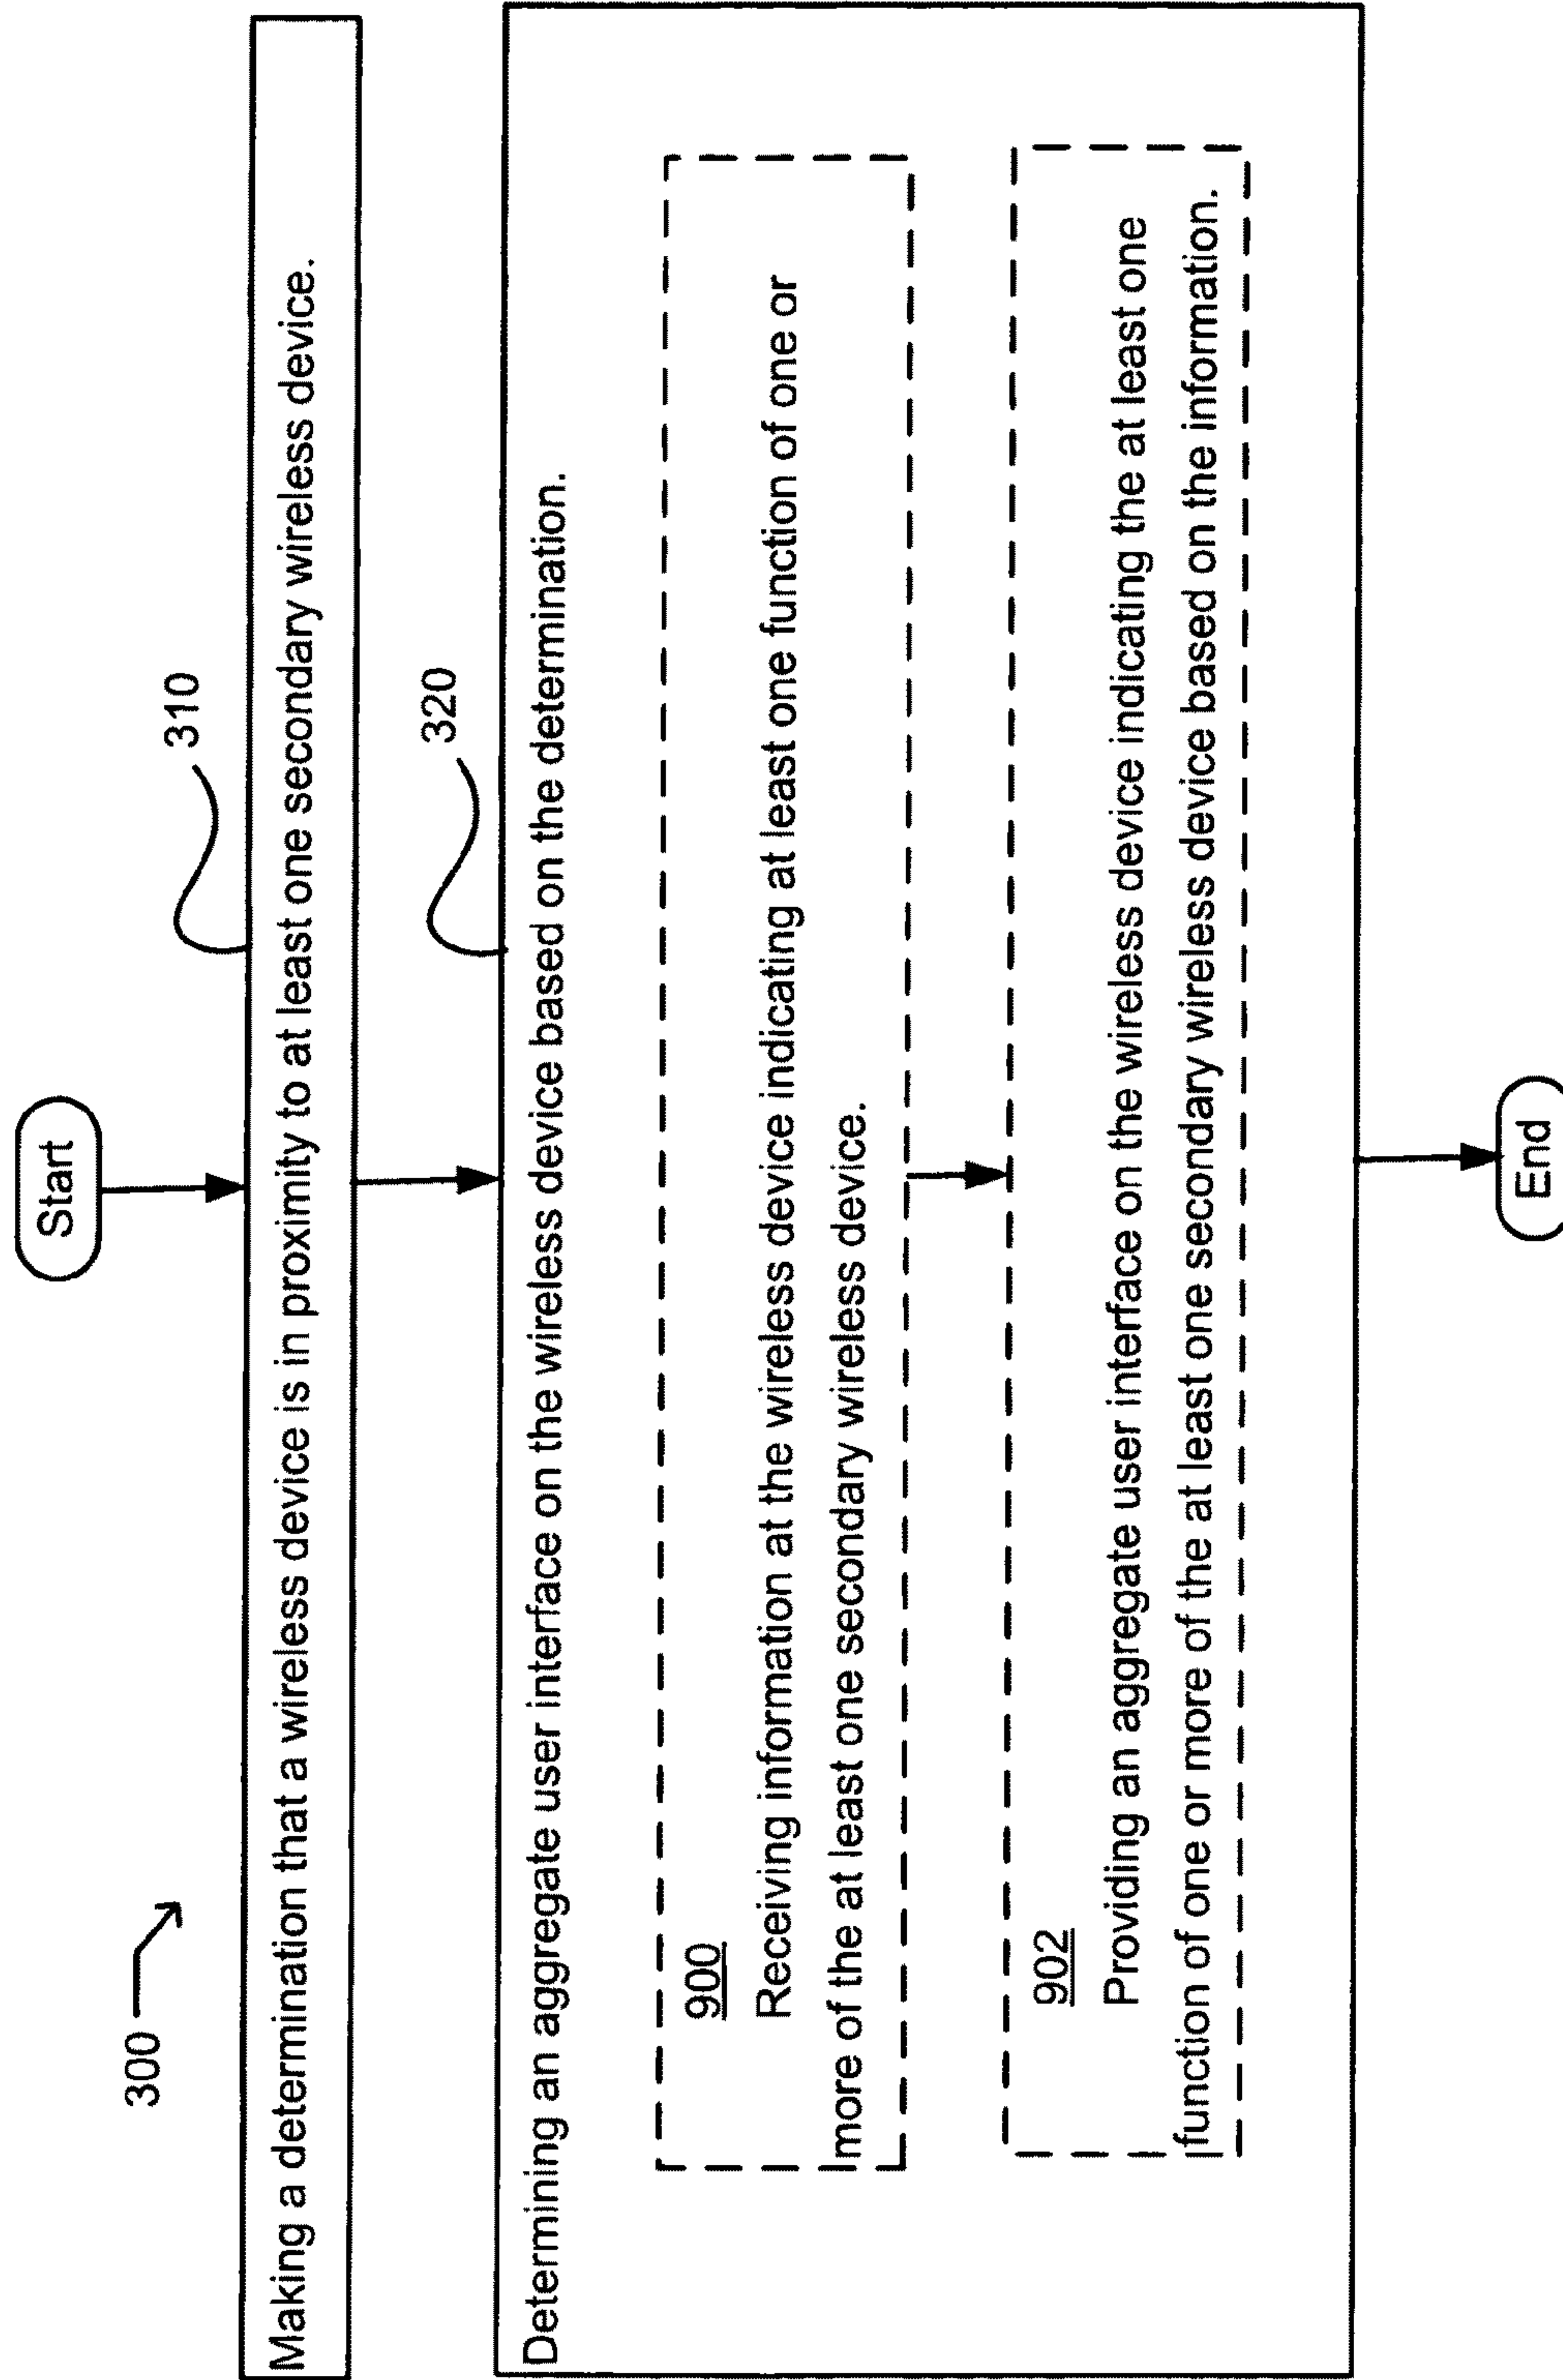 Start
300
310
Making a determination that a wireless device is in proximity to at least one secondary wireless device.
320
Determining an aggregate user interface on the wireless device based on the determination.
900
Receiving information at the wireless device indicating at least one function of one or
more of the at least one secondary wireless device.
902
Providing an aggregate user interface on the wireless device indicating the at least one
function of one or more of the at least one secondary wireless device based on the information.
End